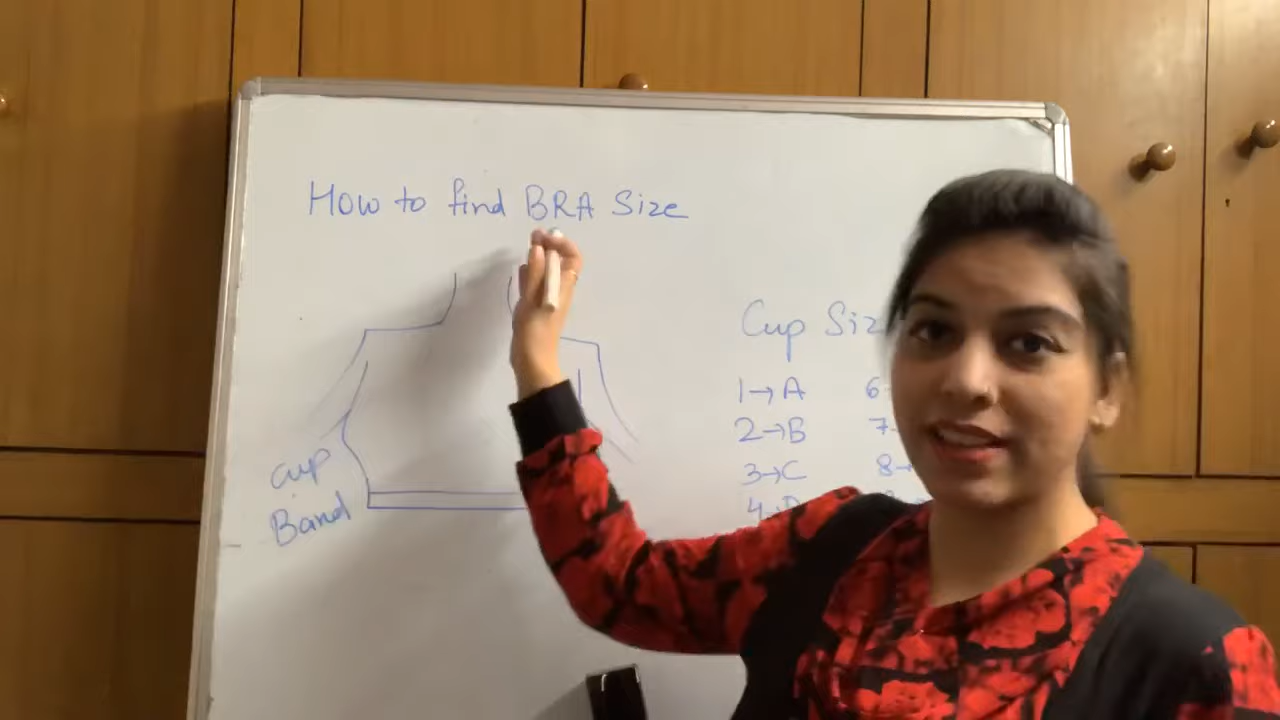 How to find BRA Size
Cup
Band
Cup Siz
1→A 6→
2→B 7→
3→C 8→
4→D